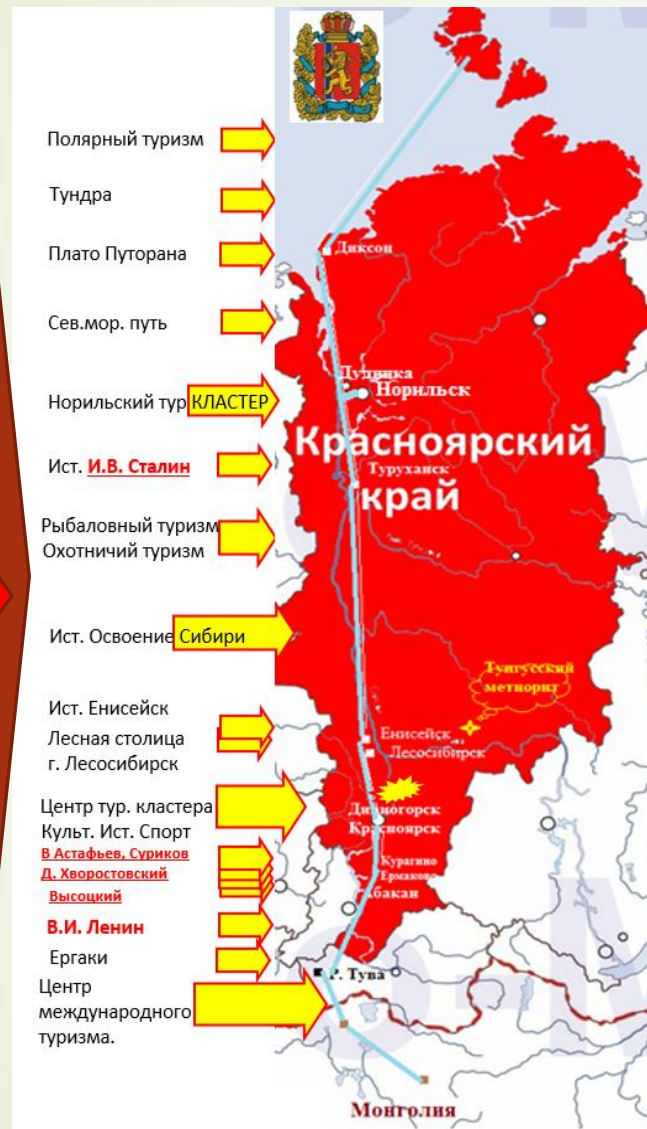 Полярный туризм
Тундра
Плато Путорана
Сев.мор. путь
Норильский тур КЛАСТЕР
Ист. И.В. Сталин
Рыбаловный туризм
Охотничий туризм
Ист. Освоение Сибири
Ист. Енисейск
Лесная столица
г. Лесосибирск
Центр тур. кластера
Культ. Ист. Спорт
В Астафьев, Суриков
Д. Хворостовский
Высоцкий
В.И. Ленин
Ергаки
Центр
международного
туризма.
Диксон
Дудинка
Норильск
Красноярский
Туруханск
край
Тунгусский
метиорит
Енисейск
Лесосибирск
Дивногорск
Красноярск
Курагино
Ермаково
Абакан
Р. Тува
Монголия